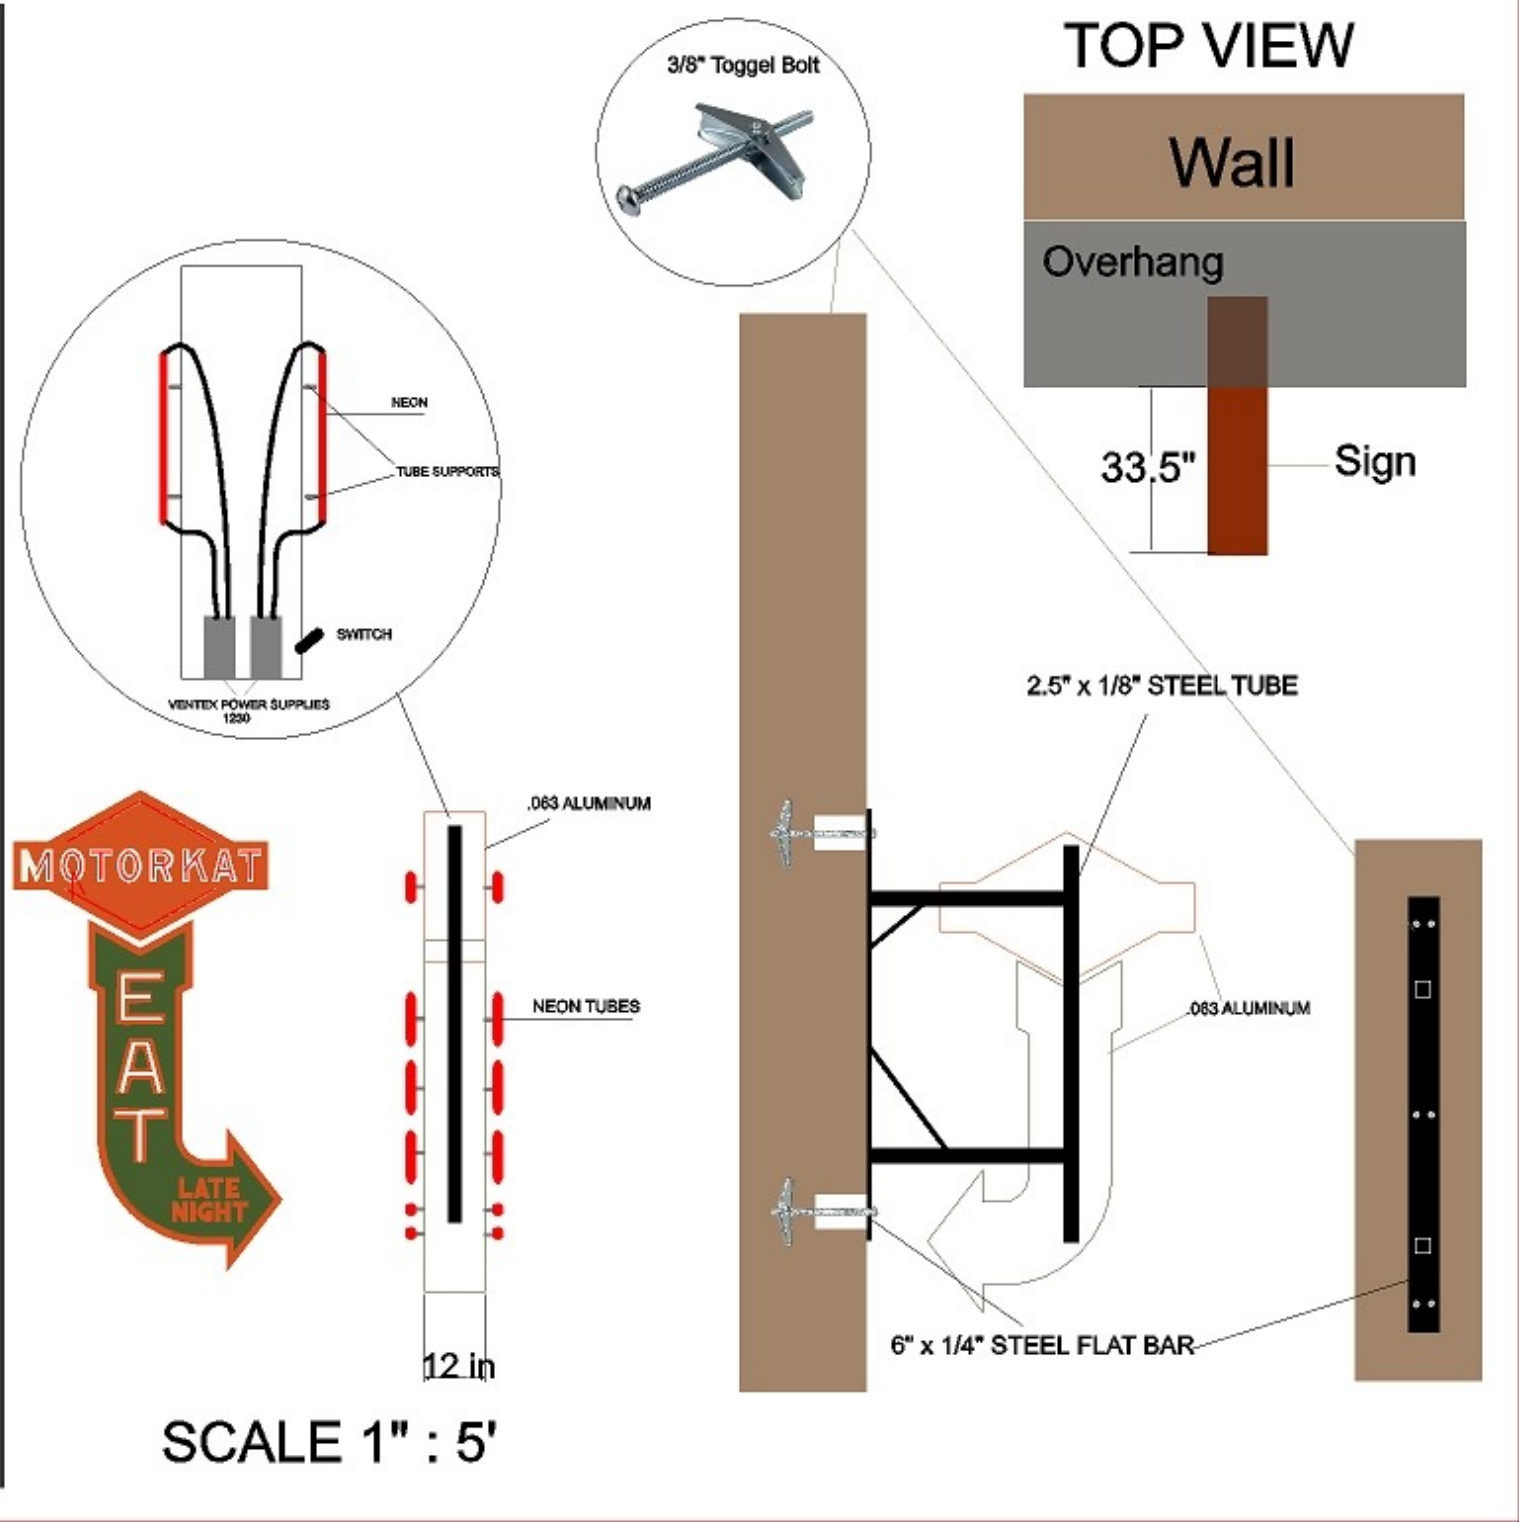 3/8" Toggel Bolt
TOP VIEW
Wall
Overhang
33.5"
Sign
NEON
TUBE SUPPORTS
SWITCH
VENTEX POWER SUPPLIES
1230
2.5" x 1/8" STEEL TUBE
.063 ALUMINUM
MOTORKAT
EAT
LATE
NIGHT
NEON TUBES
.063 ALUMINUM
12 in
6" x 1/4" STEEL FLAT BAR
SCALE 1" : 5'